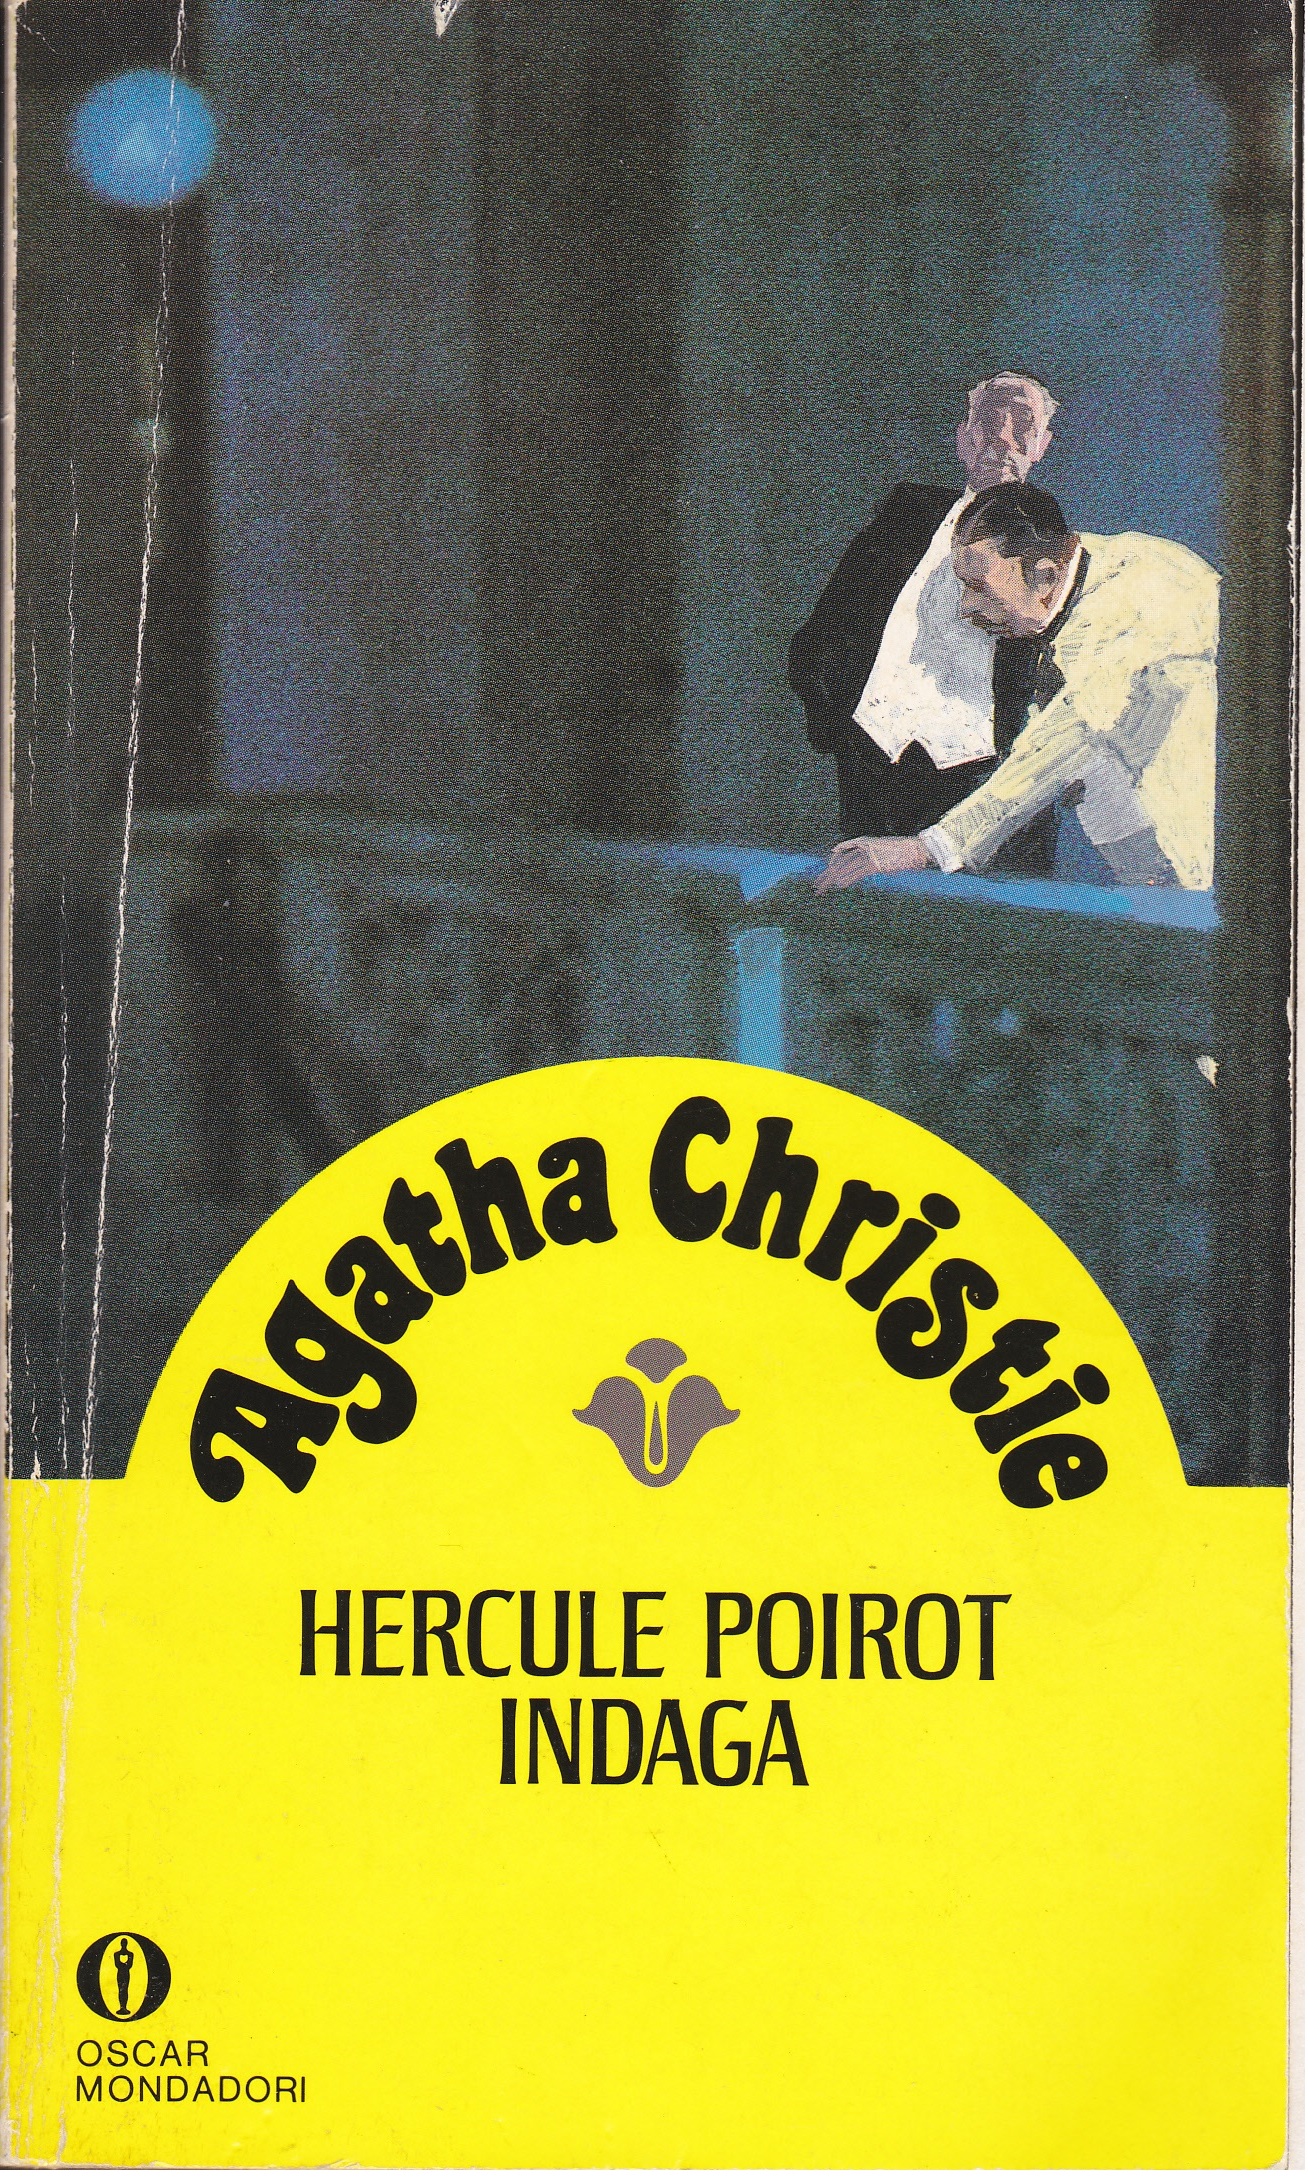 Agatha Christie
HERCULE POIROT
INDAGA
OSCAR
MONDADORI